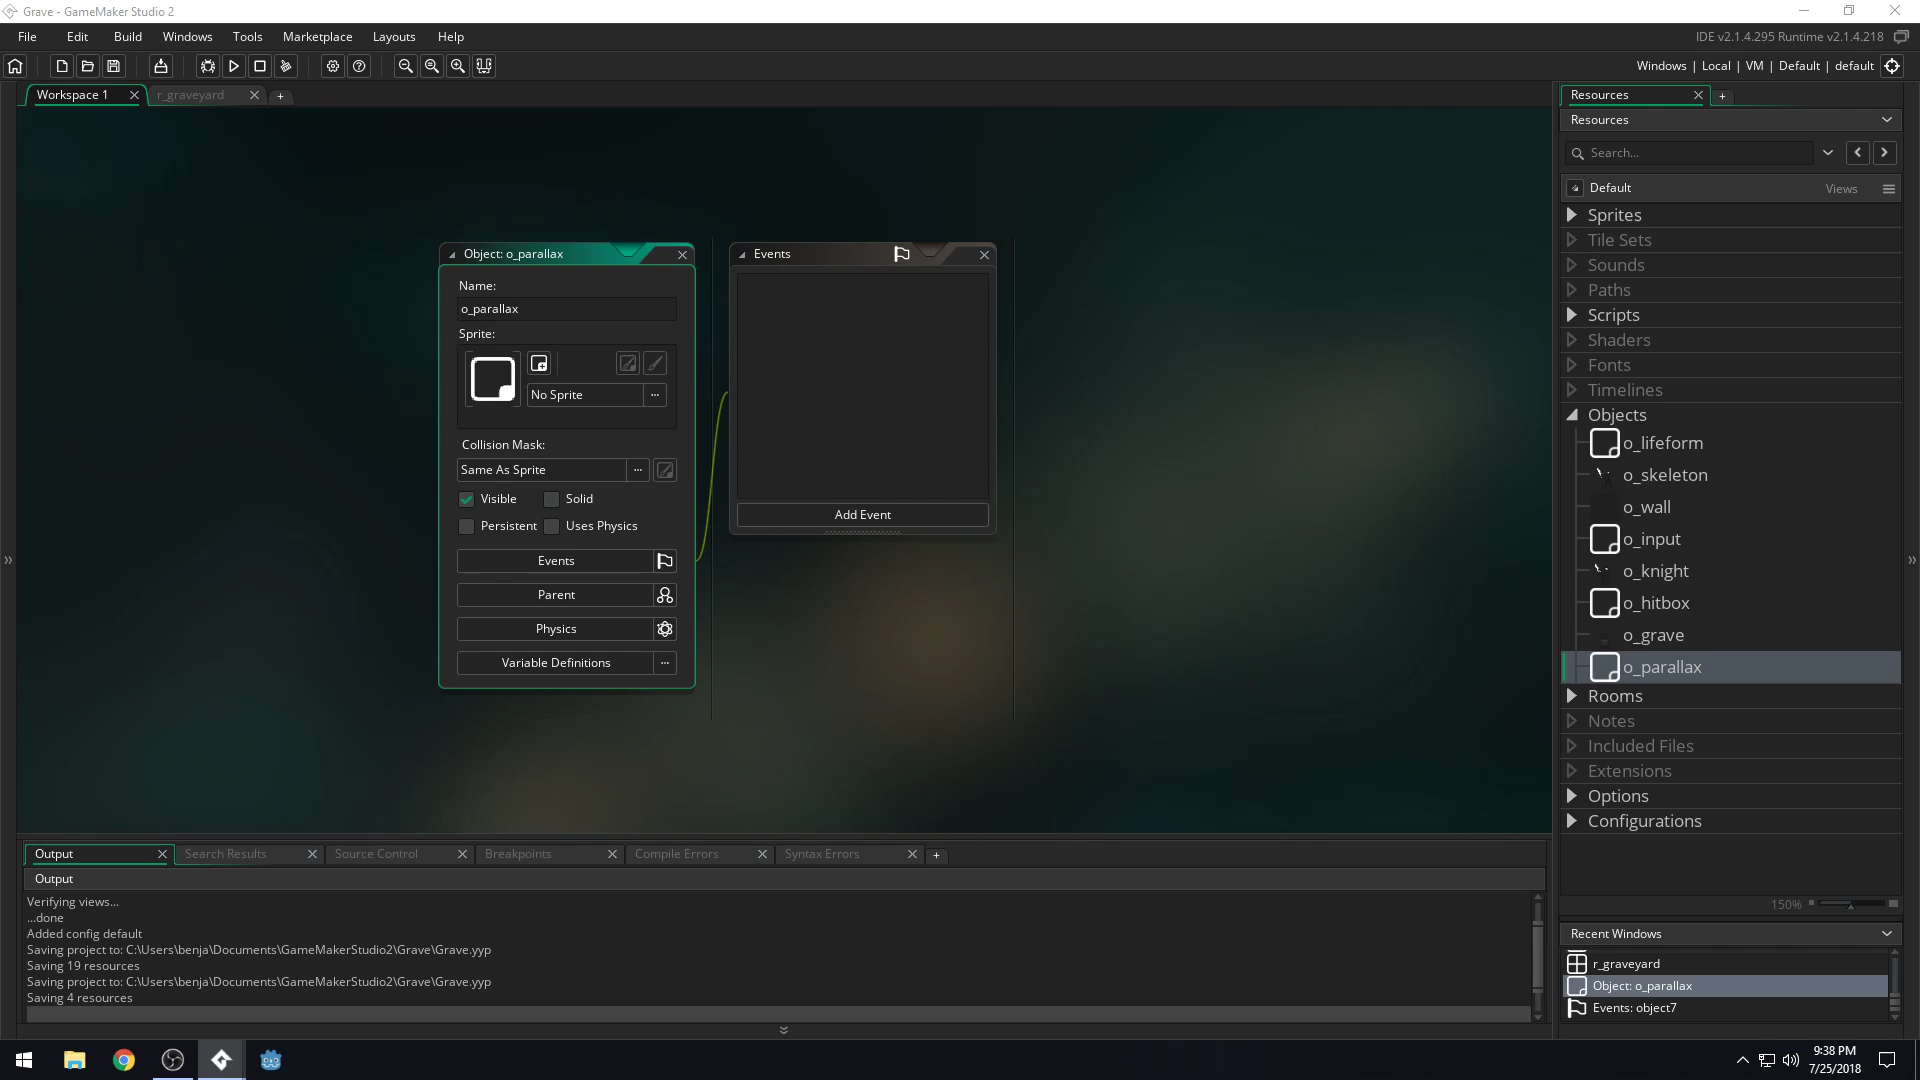 Grave - GameMaker Studio 2
File Edit Build Windows Tools Marketplace Layouts Help
IDE v2.1.4.295 Runtime v2.1.4.218
Windows | Local | VM | Default | default
Workspace 1
r_graveyard
Object: o_parallax
Name:
o_parallax
Sprite:
No Sprite
...
Collision Mask:
Same As Sprite
...
Visible
Solid
Persistent
Uses Physics
Events
Parent
Physics
Variable Definitions
...
Events
Add Event
Resources
Resources
Search...
Default
Views
Sprites
Tile Sets
Sounds
Paths
Scripts
Shaders
Fonts
Timelines
Objects
o_lifeform
o_skeleton
o_wall
o_input
o_knight
o_hitbox
o_grave
o_parallax
Rooms
Notes
Included Files
Extensions
Options
Configurations
150%
Recent Windows
r_graveyard
Object: o_parallax
Events: object7
Output
Search Results
Source Control
Breakpoints
Compile Errors
Syntax Errors
Output
Verifying views...
...done
Added config default
Saving project to: C:\Users\benja\Documents\GameMakerStudio2\Grave\Grave.yyp
Saving 19 resources
Saving project to: C:\Users\benja\Documents\GameMakerStudio2\Grave\Grave.yyp
Saving 4 resources
9:38 PM
7/25/2018